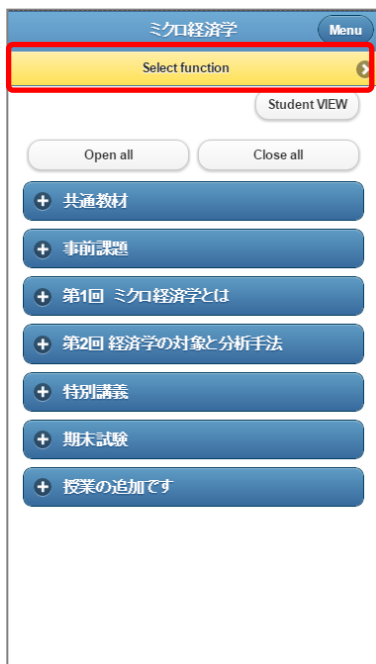 ミクロ経済学 Menu
Select function
Student VIEW
Open all Close all
共通教材
事前課題
第1回 ミクロ経済学とは
第2回 経済学の対象と分析手法
特別講義
期末試験
授業の追加です